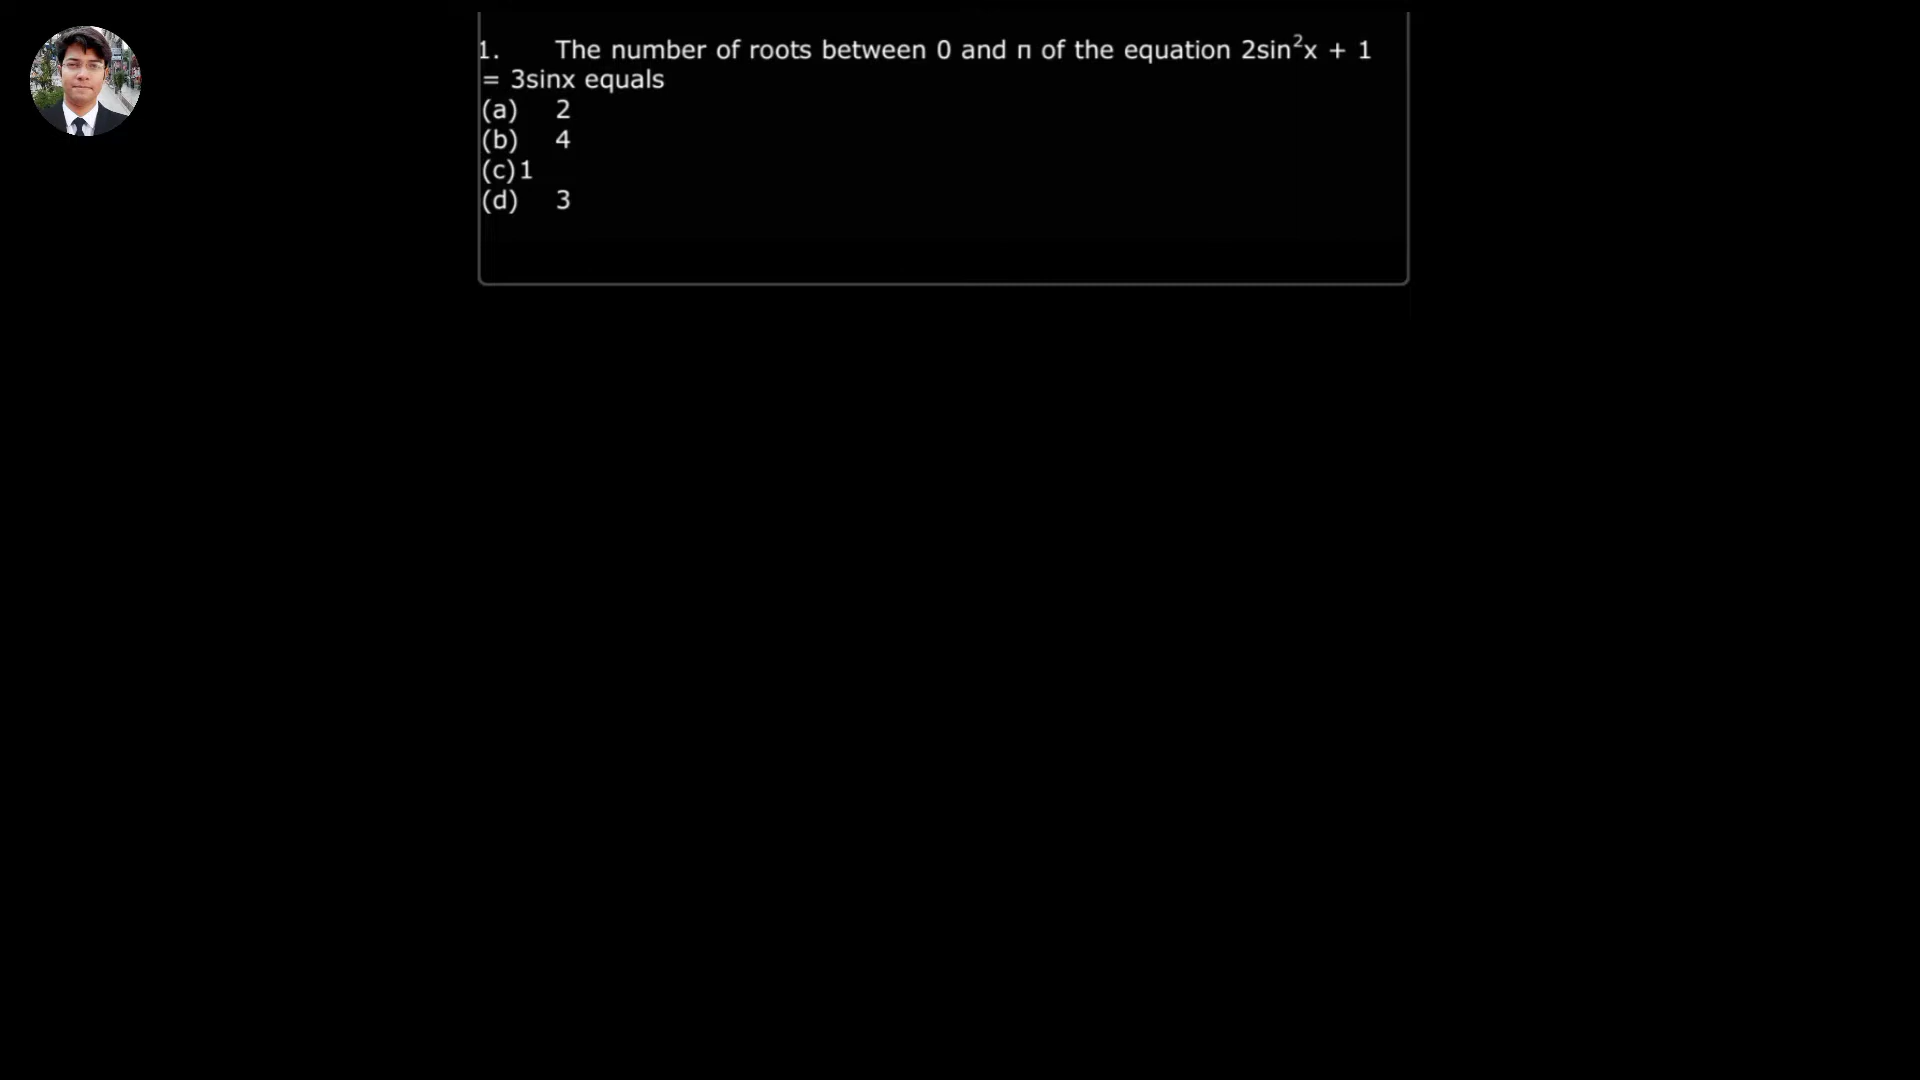 1. The number of roots between 0 and п of the equation 2sin²x + 1
= 3sinx equals
(a) 2
(b) 4
(c)1
(d) 3